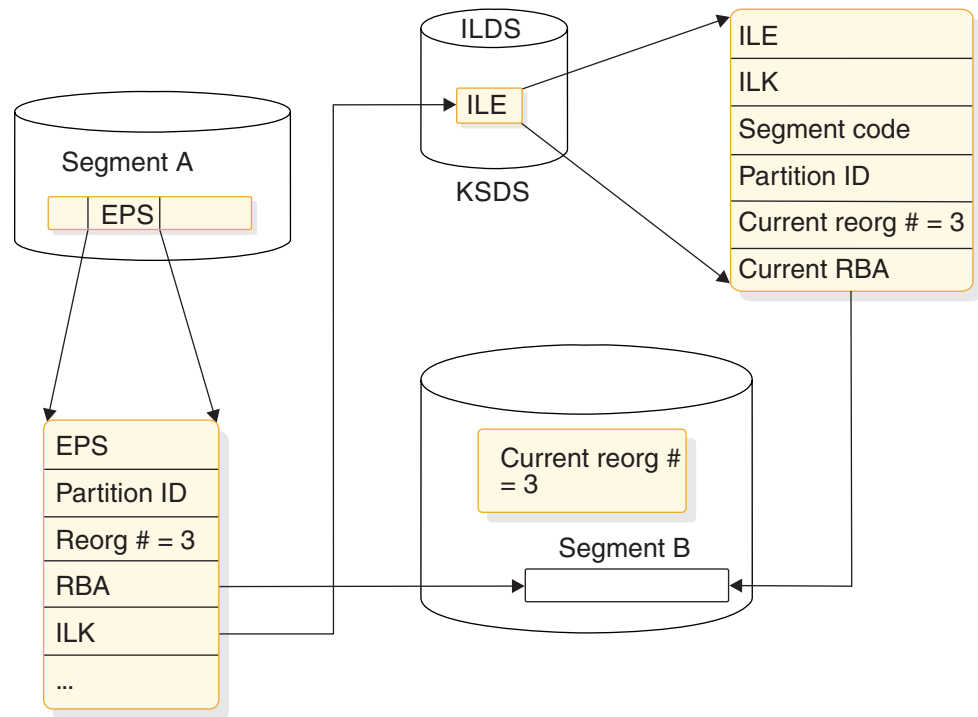 ILDS
ILE
KSDS
ILE
ILK
Segment code
Partition ID
Current reorg # = 3
Current RBA
Segment A
EPS
EPS
Partition ID
Reorg # = 3
RBA
ILK
...
Current reorg #
= 3
Segment B